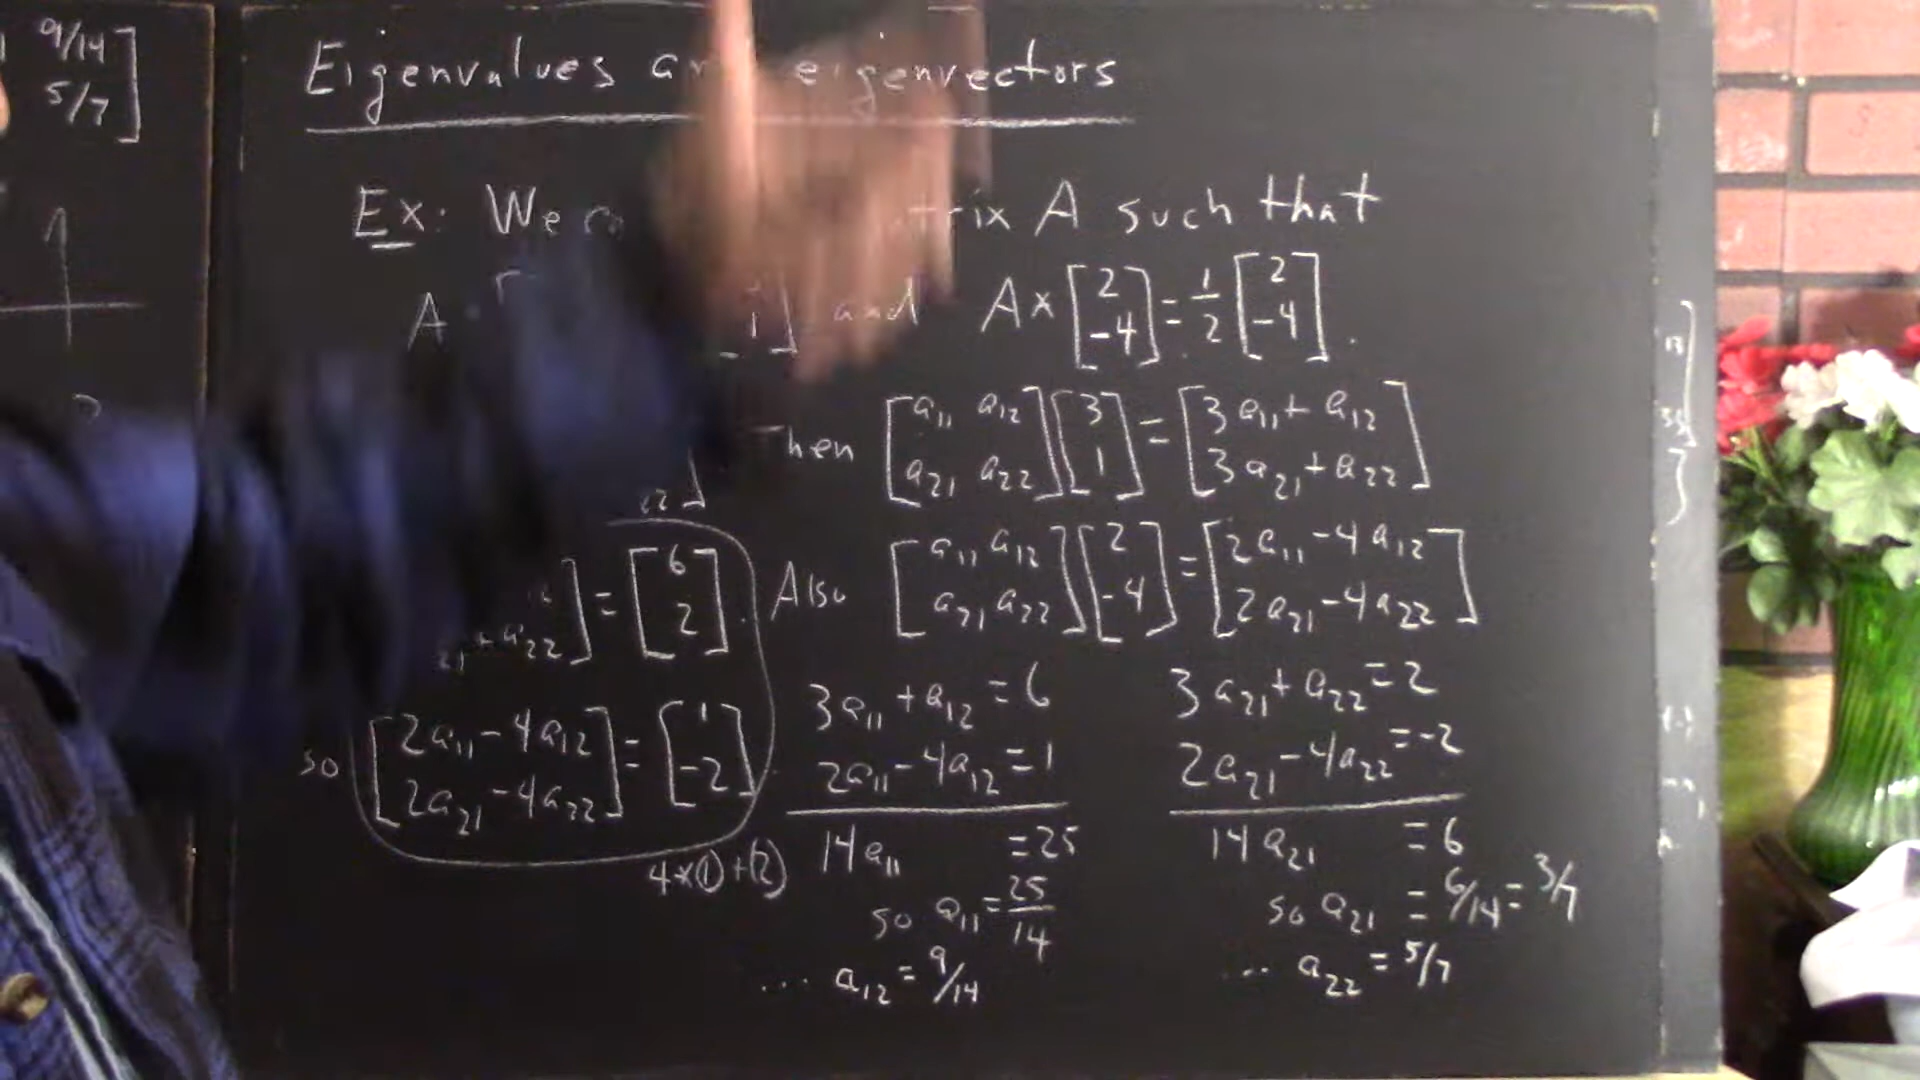 9/14
5/7
Eigenvalues eigenvectors
Ex: We A such that
A and A × [2 -4] = 1/2 [2 -4].
Then [a11 a12 a21 a22] [3 1] = [3a11 + a12 3a21 + a22]
= [6 2]. Also [a11 a12 a21 a22] [2 -4] = [2a11 - 4a12 2a21 - 4a22]
so [2a11 - 4a12 2a21 - 4a22] = [1 -2]
3a11 + a12 = 6
2a11 - 4a12 = 1
4×① + ② 14a11 = 25
so a11 = 25/14
... a12 = 9/14
3a21 + a22 = 2
2a21 - 4a22 = -2
14a21 = 6
so a21 = 6/14 = 3/7
... a22 = 5/7